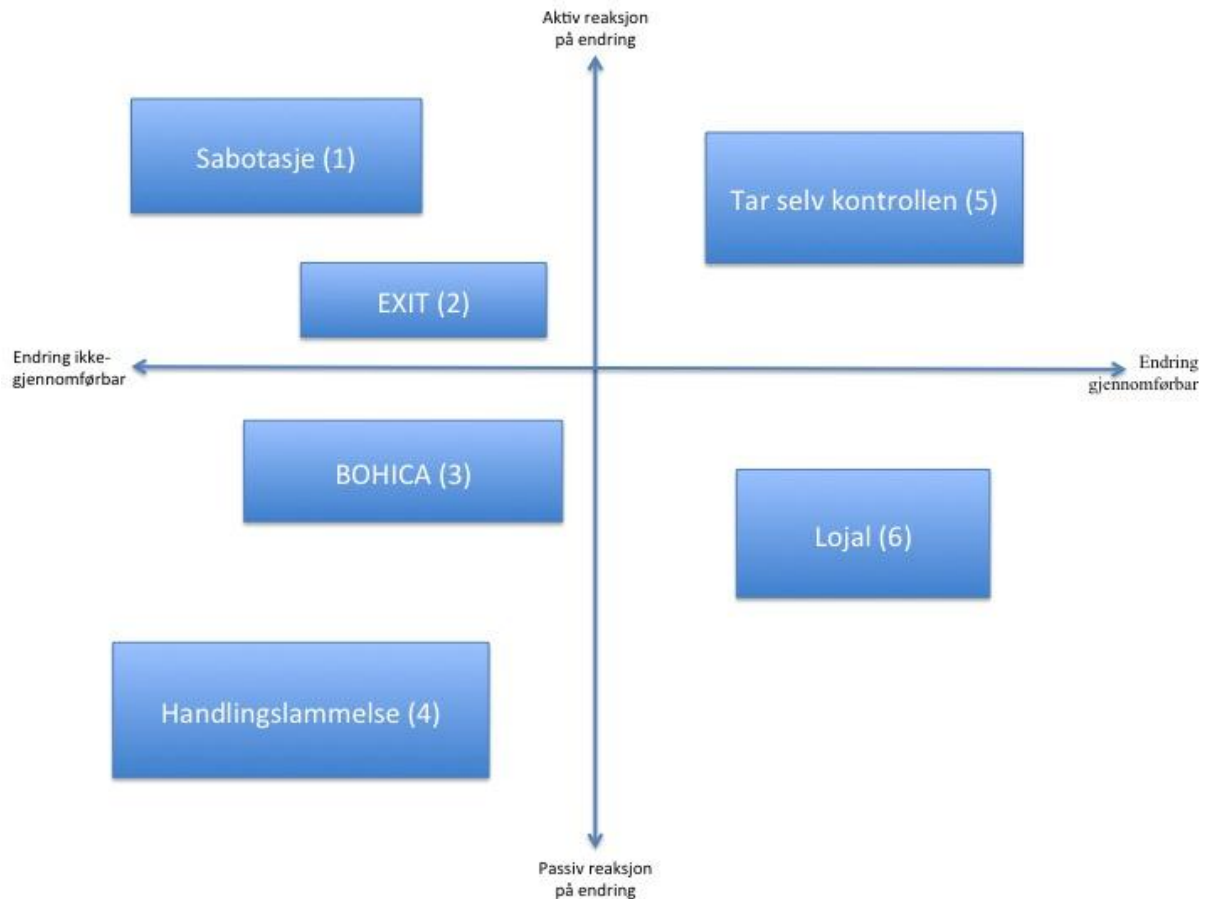 Aktiv reaksjon
på endring
Sabotasje (1)
Tar selv kontrollen (5)
EXIT (2)
Endring ikke-
gjennomførbar
Endring
gjennomførbar
BOHICA (3)
Lojal (6)
Handlingslammelse (4)
Passiv reaksjon
på endring